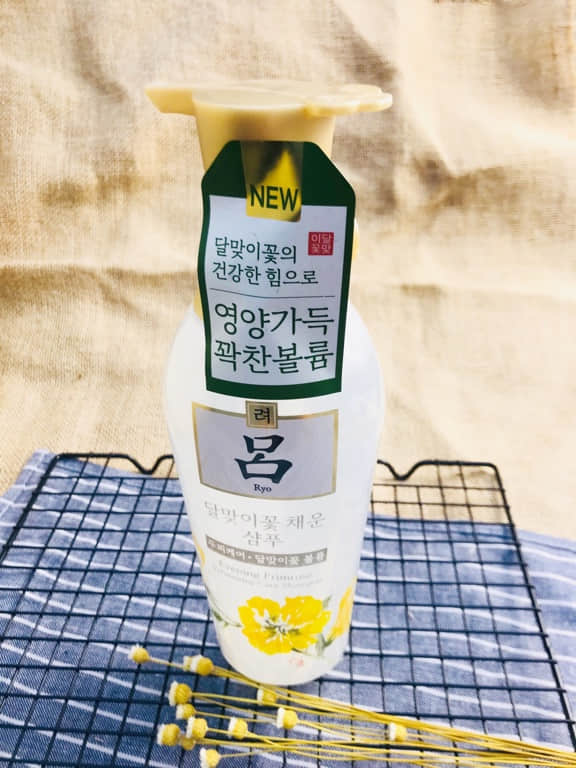 NEW
달맞이꽃의
건강한 힘으로
이달
꽃맞
영양가득
꽉찬볼륨
려
呂
Ryo
달맞이꽃 채운
샴푸
두피케어·달맞이꽃 볼륨
Evening Primrose